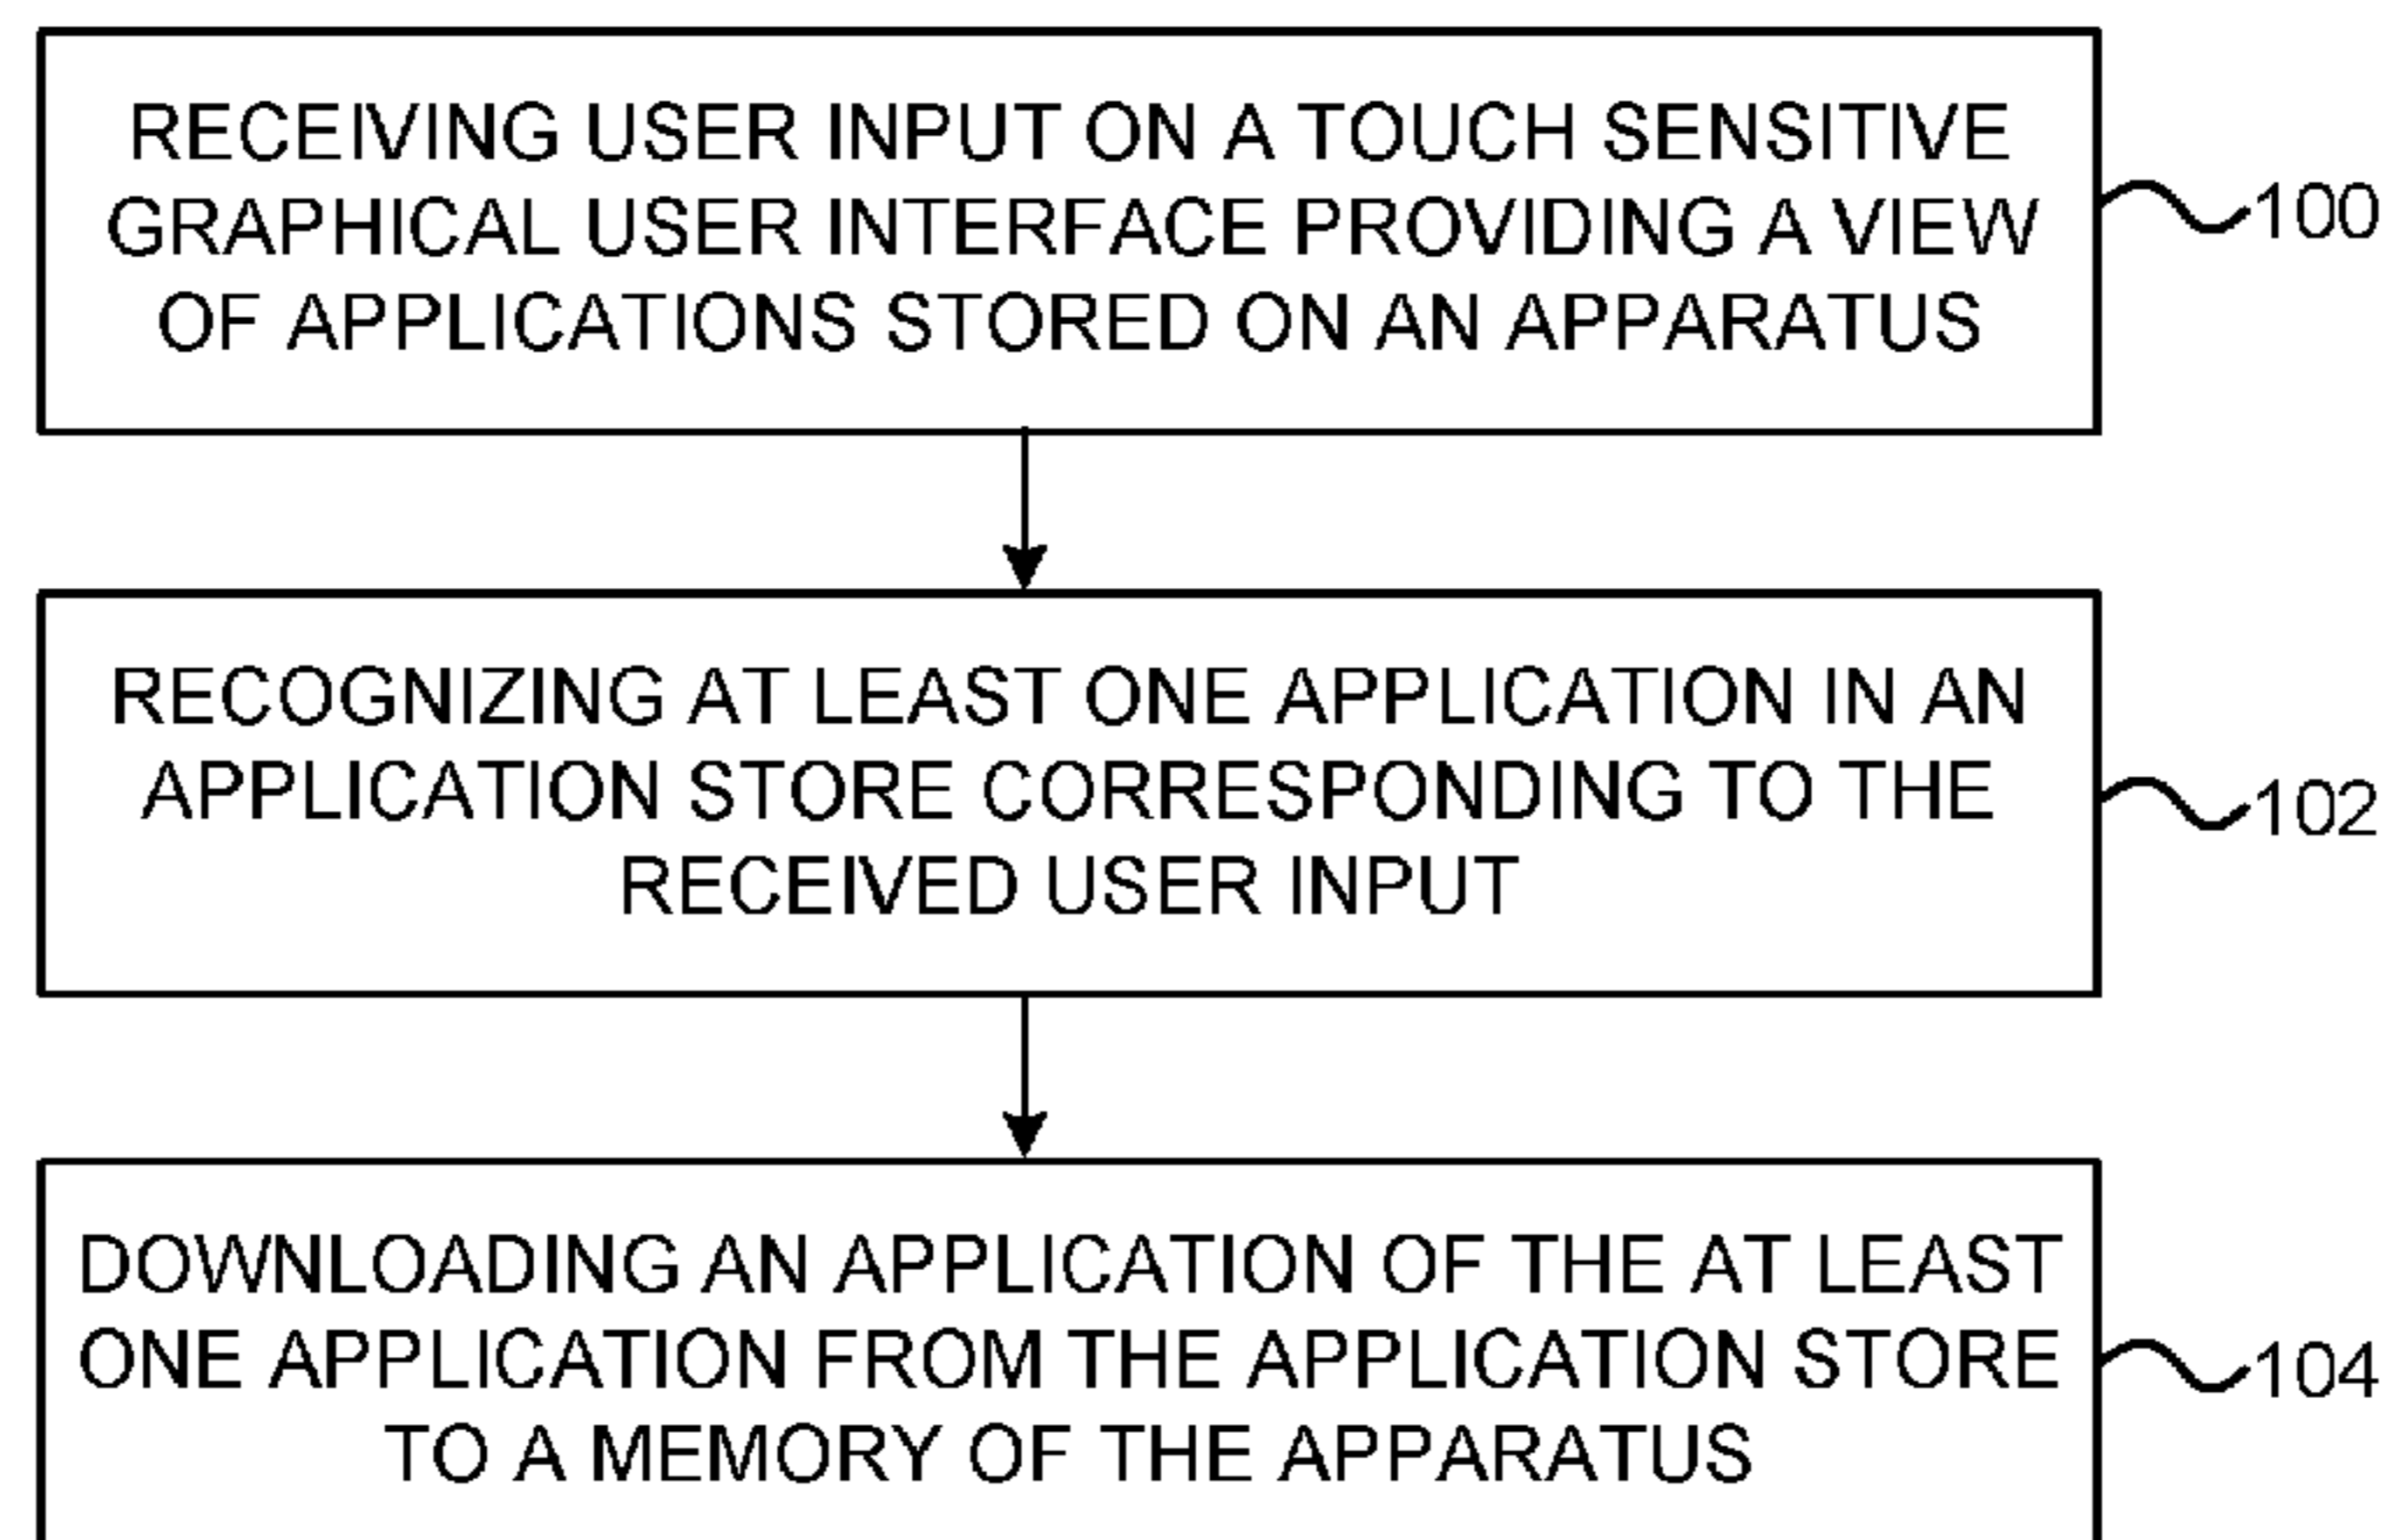 RECEIVING USER INPUT ON A TOUCH SENSITIVE
GRAPHICAL USER INTERFACE PROVIDING A VIEW
OF APPLICATIONS STORED ON AN APPARATUS
100
RECOGNIZING AT LEAST ONE APPLICATION IN AN
APPLICATION STORE CORRESPONDING TO THE
RECEIVED USER INPUT
102
DOWNLOADING AN APPLICATION OF THE AT LEAST
ONE APPLICATION FROM THE APPLICATION STORE
TO A MEMORY OF THE APPARATUS
104